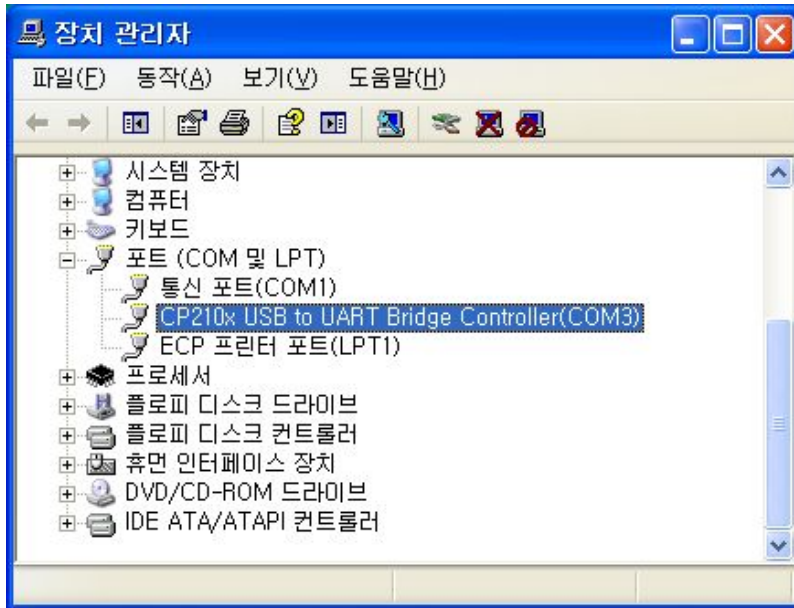 장치 관리자
파일(F) 동작(A) 보기(V) 도움말(H)
시스템 장치
컴퓨터
키보드
포트 (COM 및 LPT)
통신 포트(COM1)
CP210x USB to UART Bridge Controller(COM3)
ECP 프린터 포트(LPT1)
프로세서
플로피 디스크 드라이브
플로피 디스크 컨트롤러
휴먼 인터페이스 장치
DVD/CD-ROM 드라이브
IDE ATA/ATAPI 컨트롤러